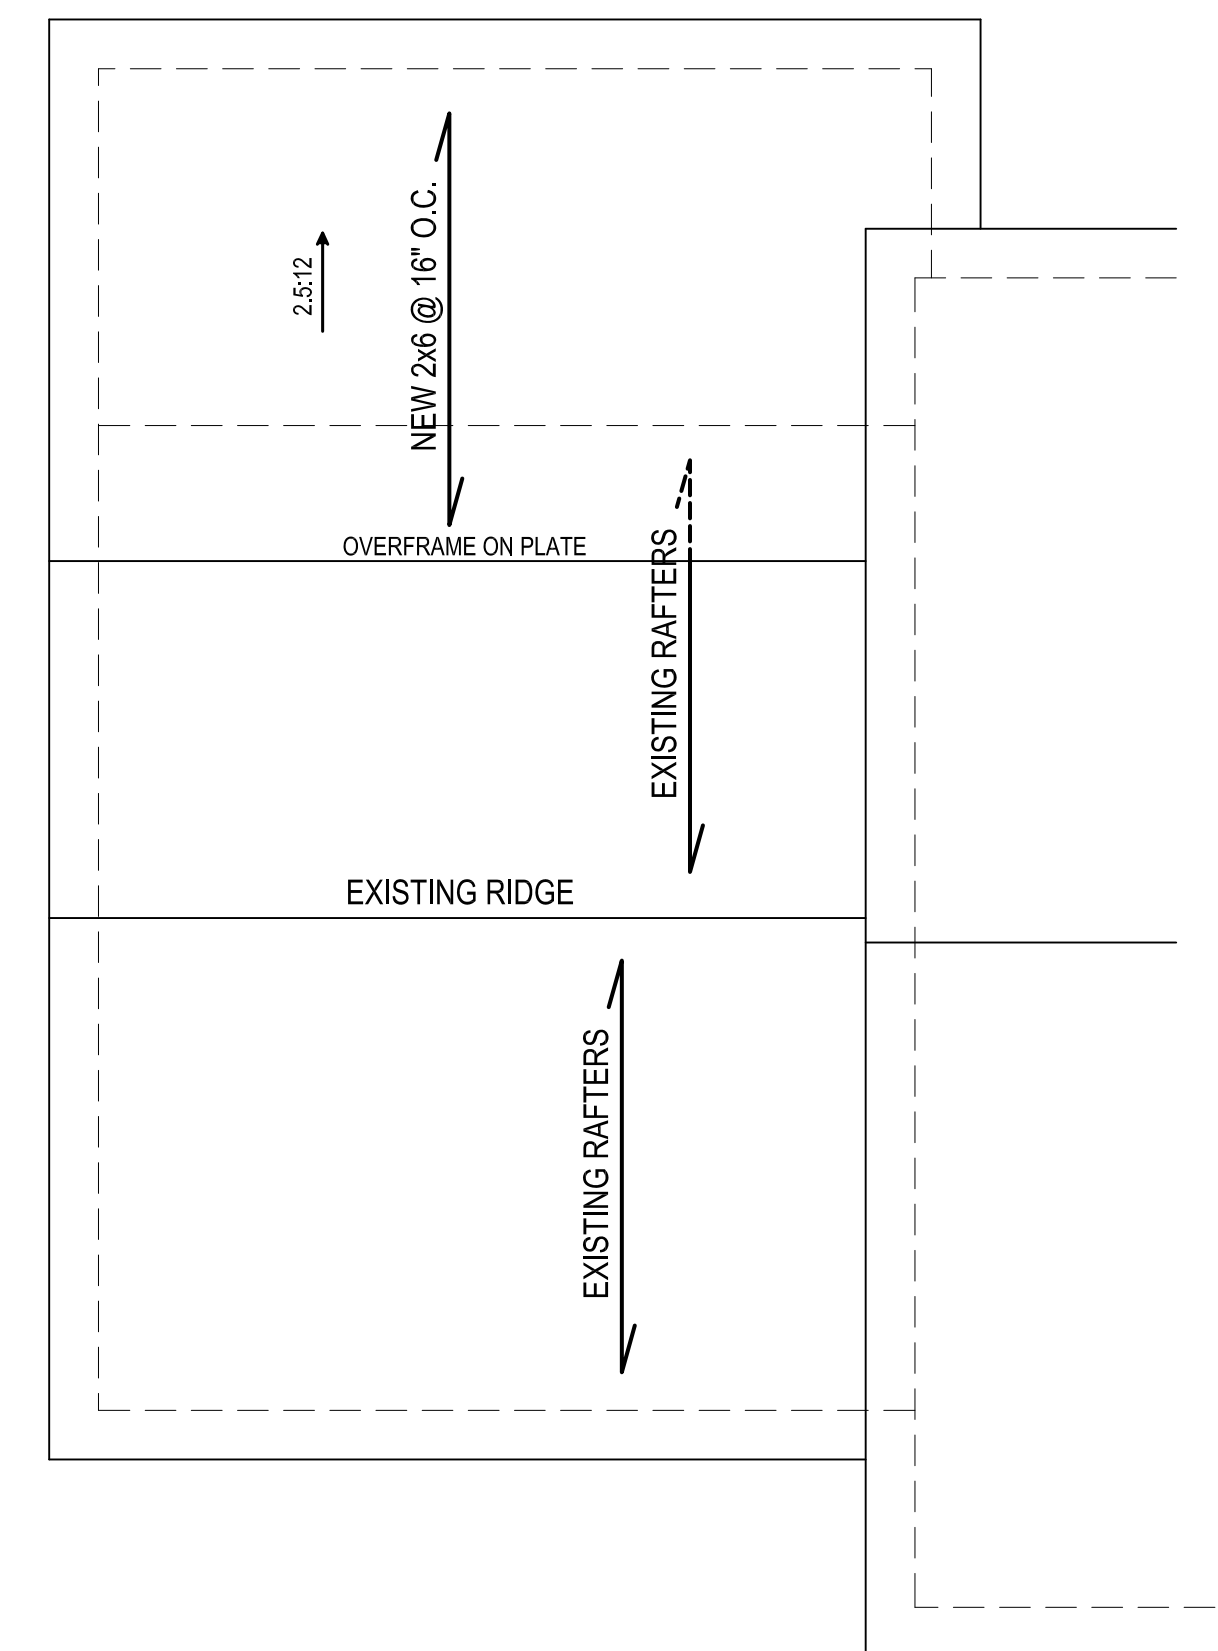 NEW 2x6 @ 16" O.C.
2.5:12
OVERFRAME ON PLATE
EXISTING RAFTERS
EXISTING RIDGE
EXISTING RAFTERS